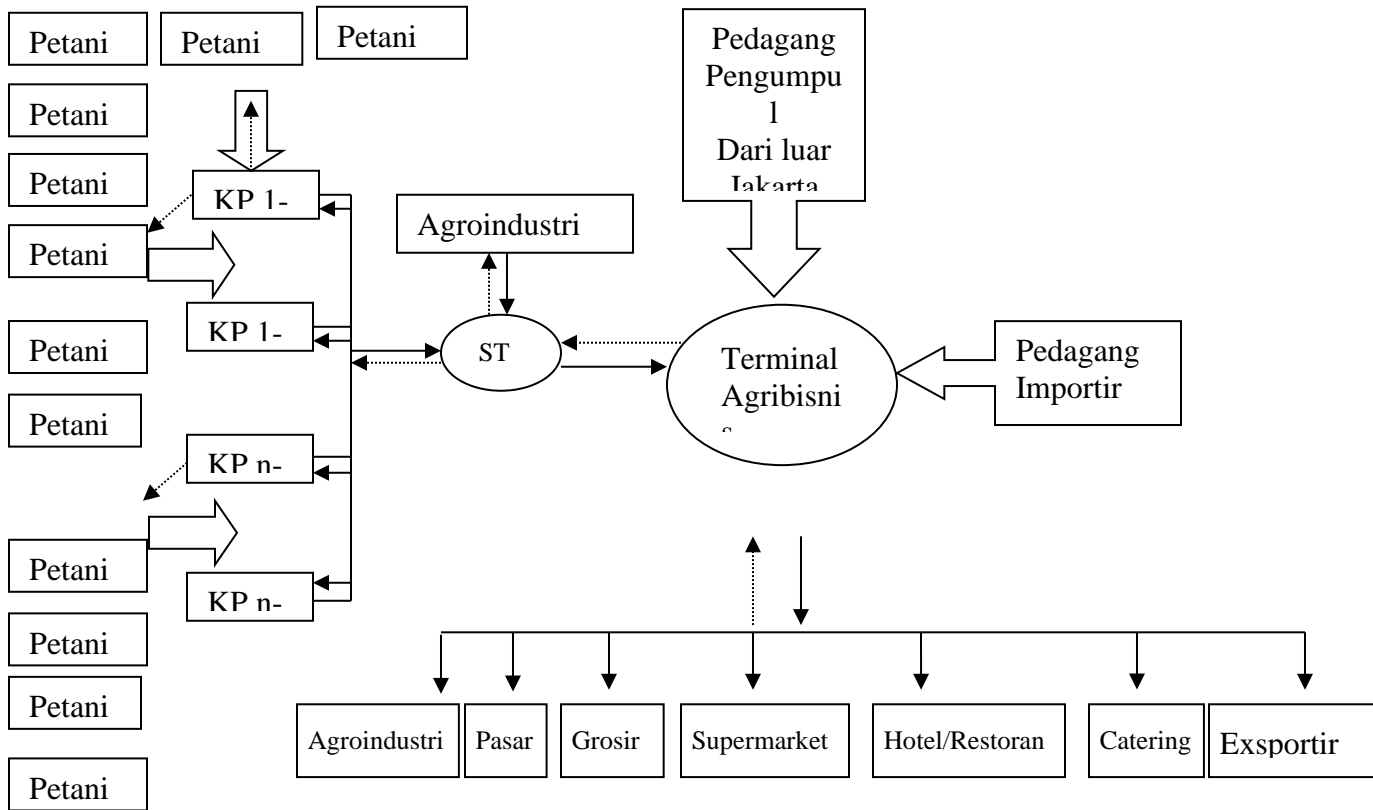 Petani
Petani
Petani
Petani
Petani
Petani
Petani
Petani
Petani
Petani
Petani
Petani
KP 1-
KP 1-
KP n-
KP n-
Agroindustri
ST
Pedagang
Pengumpu
l
Dari luar
Jakarta
Terminal
Agribisni
s
Pedagang
Importir
Agroindustri
Pasar
Grosir
Supermarket
Hotel/Restoran
Catering
Exsportir